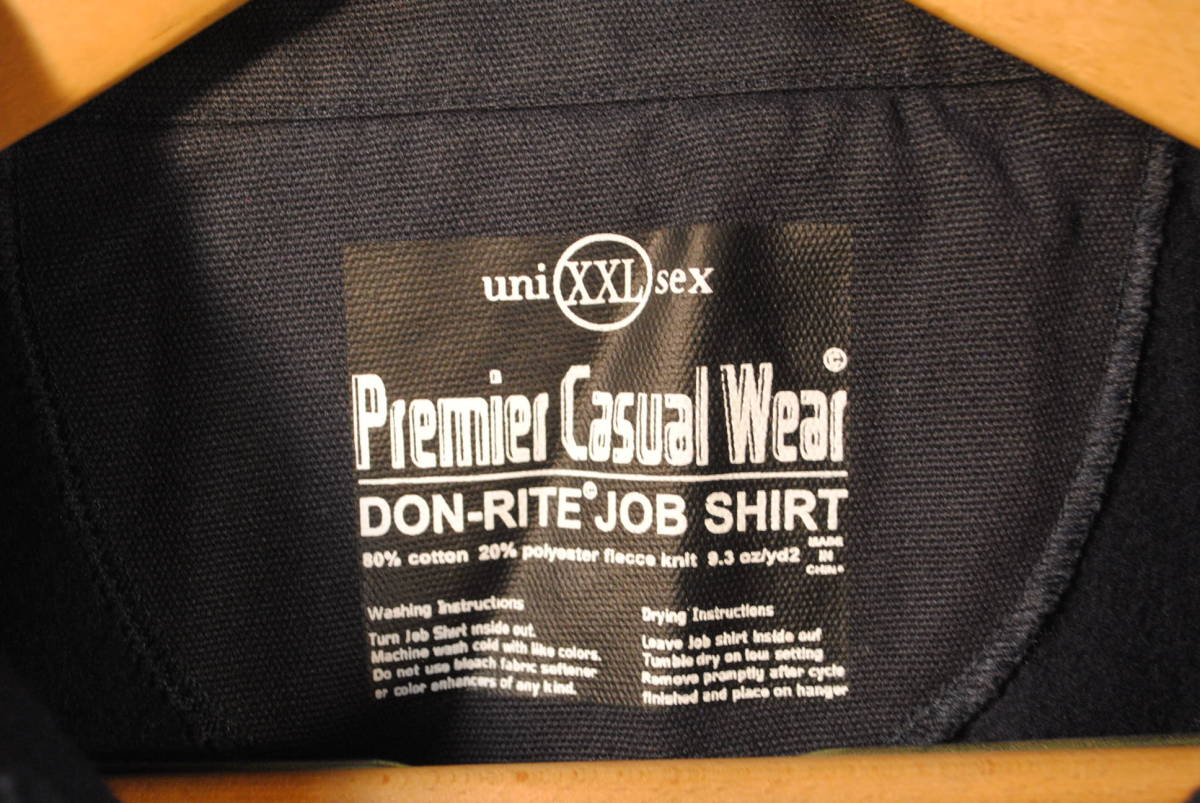 uni XXL sex
Premier Casual Wear ©
DON-RITE © JOB SHIRT
80% cotton 20% polyester fleece knit 9.3 oz/yd2
MADE
IN
CHINA
Washing Instructions
Turn Job Shirt inside out.
Machine wash cold with like colors.
Do not use bleach fabric softener
or color enhancers of any kind.
Drying Instructions
Leave Job shirt inside out
Tumble dry on low setting
Remove promptly after cycle
finished and place on hanger